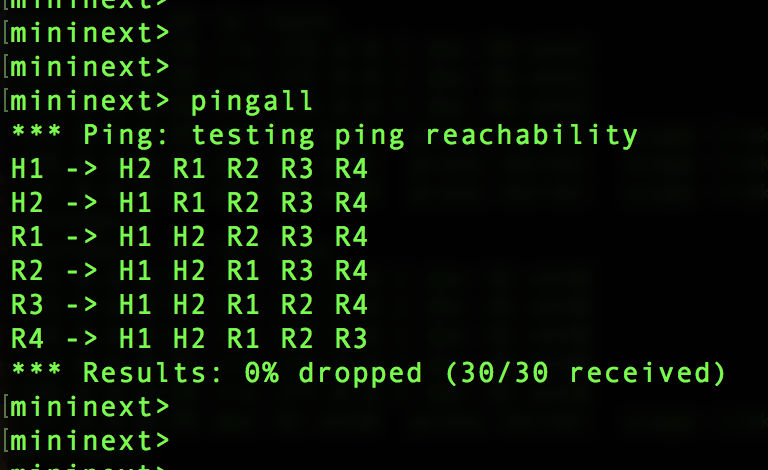 [mininext>
[mininext>
[mininext>
[mininext> pingall
*** Ping: testing ping reachability
H1 -> H2 R1 R2 R3 R4
H2 -> H1 R1 R2 R3 R4
R1 -> H1 H2 R2 R3 R4
R2 -> H1 H2 R1 R3 R4
R3 -> H1 H2 R1 R2 R4
R4 -> H1 H2 R1 R2 R3
*** Results: 0% dropped (30/30 received)
[mininext>
[mininext>